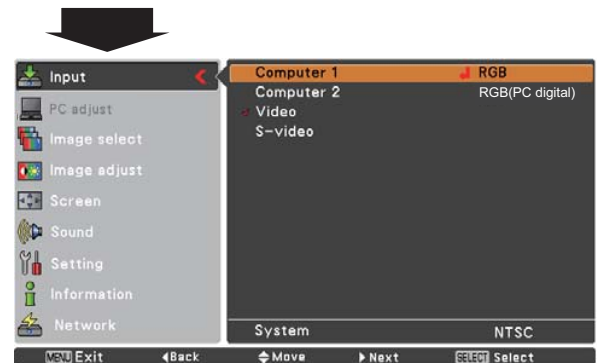 Input
PC adjust
Image select
Image adjust
Screen
Sound
Setting
Information
Network
Computer 1 RGB
Computer 2 RGB(PC digital)
Video
S-video
System NTSC
MENU Exit Back Move Next SELECT Select